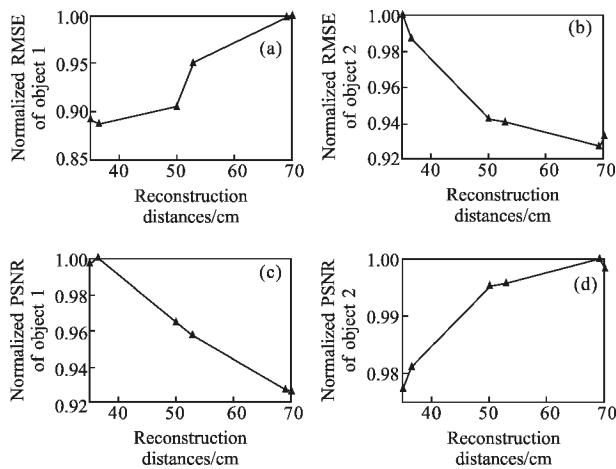 Normalized RMSE
of object 1
1.00
0.95
0.90
0.85
(a)
40
50
60
70
Reconstruction
distances/cm
Normalized RMSE
of object 2
1.00
0.98
0.96
0.94
0.92
(b)
40
50
60
70
Reconstruction
distances/cm
Normalized PSNR
of object 1
1.00
0.98
0.96
0.94
0.92
(c)
40
50
60
70
Reconstruction
distances/cm
Normalized PSNR
of object 2
1.00
0.99
0.98
(d)
40
50
60
70
Reconstruction
distances/cm